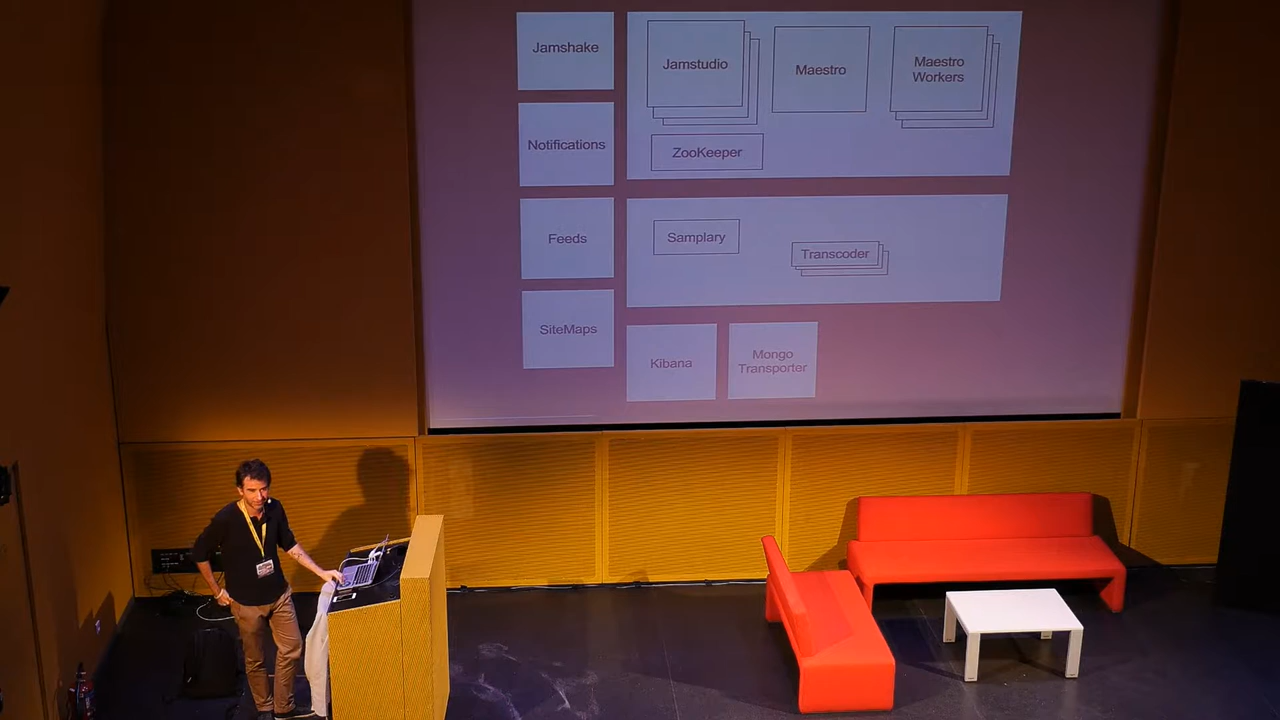 Jamshake
Notifications
Feeds
SiteMaps
Jamstudio
Maestro
Maestro
Workers
ZooKeeper
Samplary
Transcoder
Kibana
Mongo
Transporter